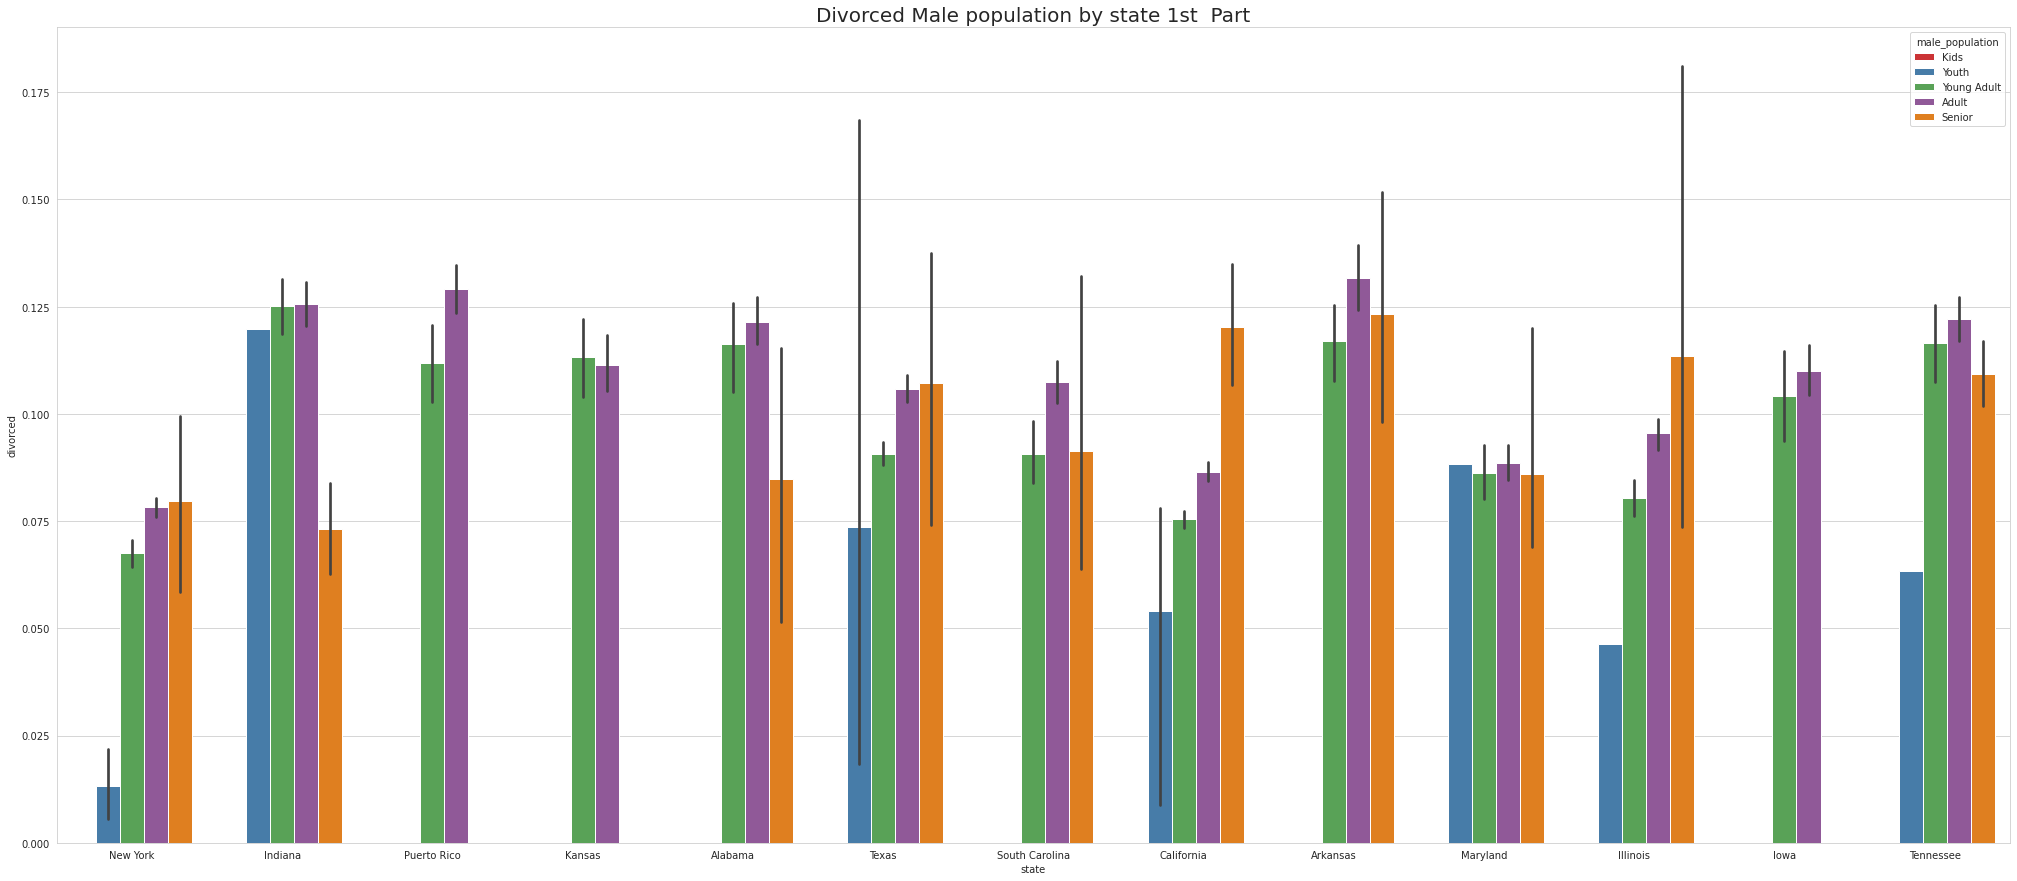 Divorced Male population by state 1st  Part
male_population
Kids
Youth
Young Adult
Adult
Senior
divorced
0.175
0.150
0.125
0.100
0.075
0.050
0.025
0.000
New York Indiana Puerto Rico Kansas Alabama Texas South Carolina California Arkansas Maryland Illinois Iowa Tennessee
state